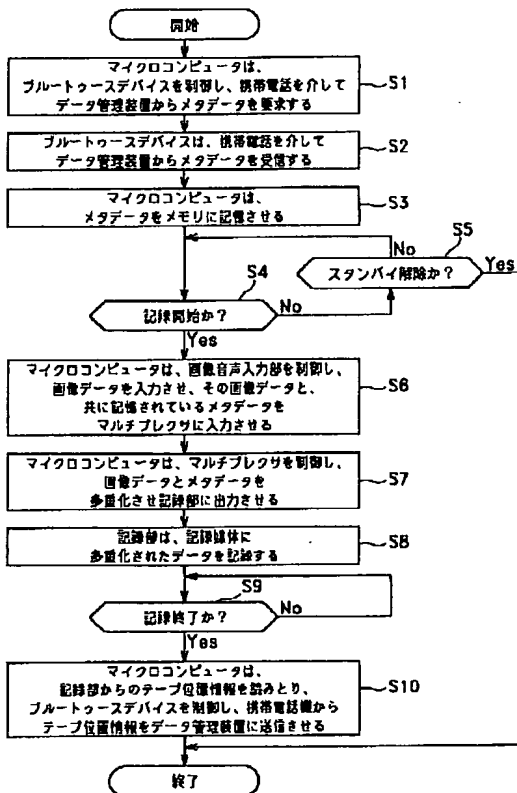 開始
マイクロコンピュータは、
ブルートゥースデバイスを制御し、携帯電話を介して
データ管理装置からメタデータを要求する
S1
ブルートゥースデバイスは、携帯電話を介して
データ管理装置からメタデータを受信する
S2
マイクロコンピュータは、
メタデータをメモリに記憶させる
S3
S4
記録開始か？
No
Yes
S5
スタンバイ解除か？
No
Yes
マイクロコンピュータは、画像音声入力部を制御し、
画像データを入力させ、その画像データと、
共に記憶されているメタデータを
マルチプレクサに入力させる
S6
マイクロコンピュータは、マルチプレクサを制御し、
画像データとメタデータを
多重化させ記録部に出力させる
S7
記録部は、記録媒体に
多重化されたデータを記録する
S8
S9
記録終了か？
No
Yes
マイクロコンピュータは、
記録部からのテープ位置情報を読みとり、
ブルートゥースデバイスを制御し、携帯電話機から
テープ位置情報をデータ管理装置に送信させる
S10
終了